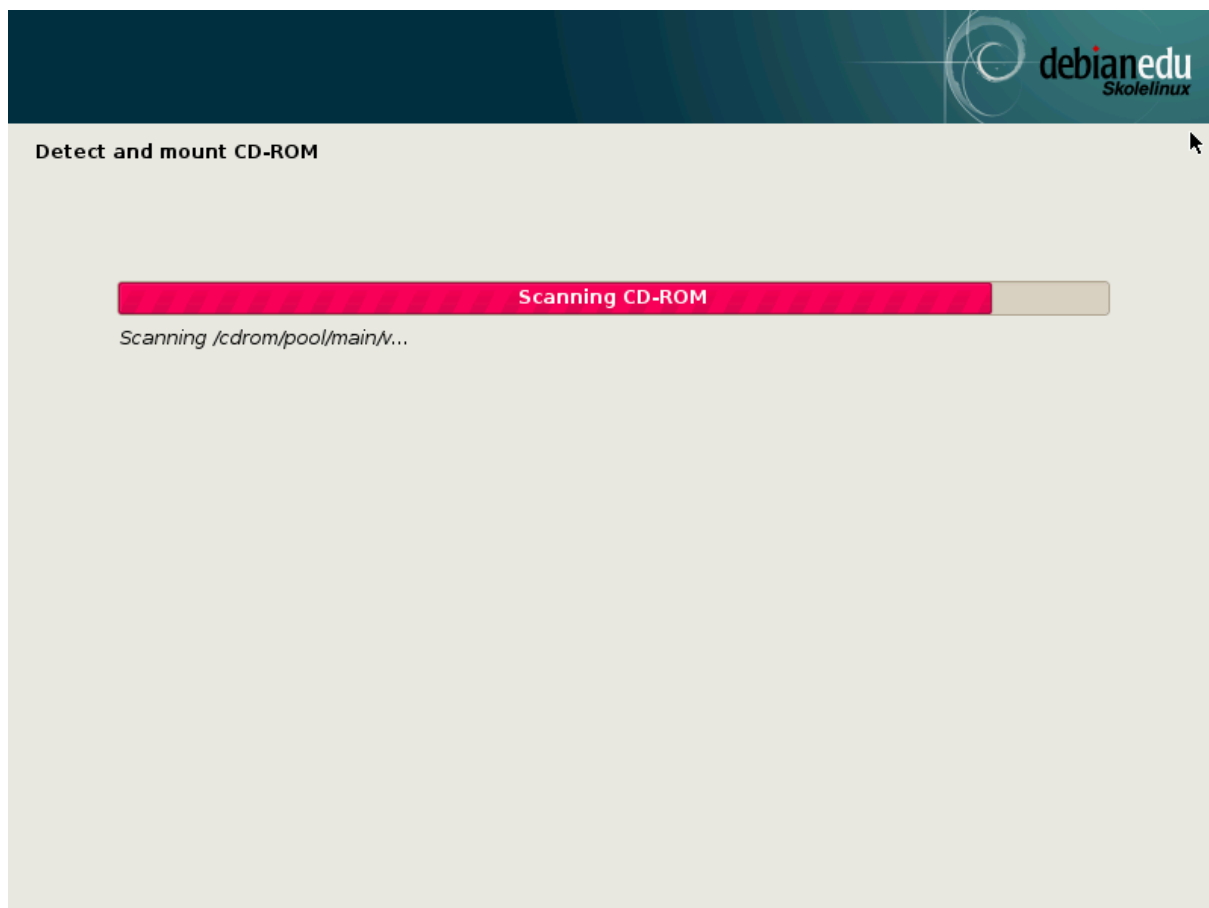 debianedu
Skolelinux
Detect and mount CD-ROM
Scanning CD-ROM
Scanning /cdrom/pool/main/v...